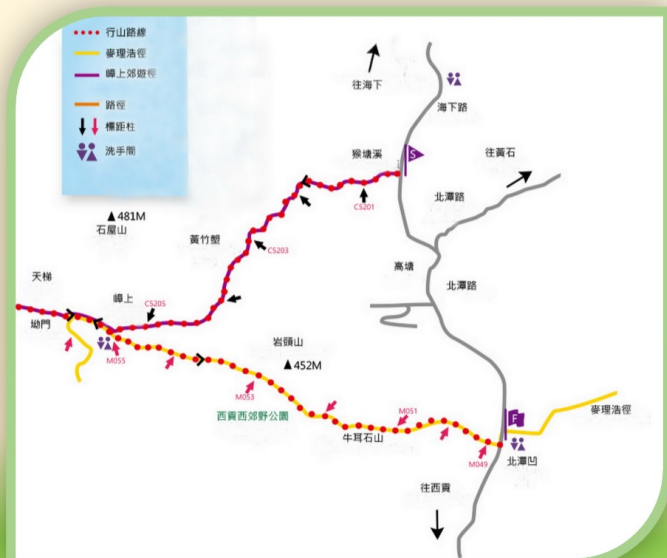 行山路線
麥理浩徑
嶂上郊遊徑
路徑
標距柱
洗手間
往海下
海下路
猴塘溪
S
往黃石
C5201
北潭路
481M
石屋山
黃竹塱
C5203
高塘
天梯
嶂上
C5205
北潭路
坳門
岩頭山
M055
452M
M053
西貢西郊野公園
M051
麥理浩徑
F
牛耳石山
M049
北潭凹
往西貢